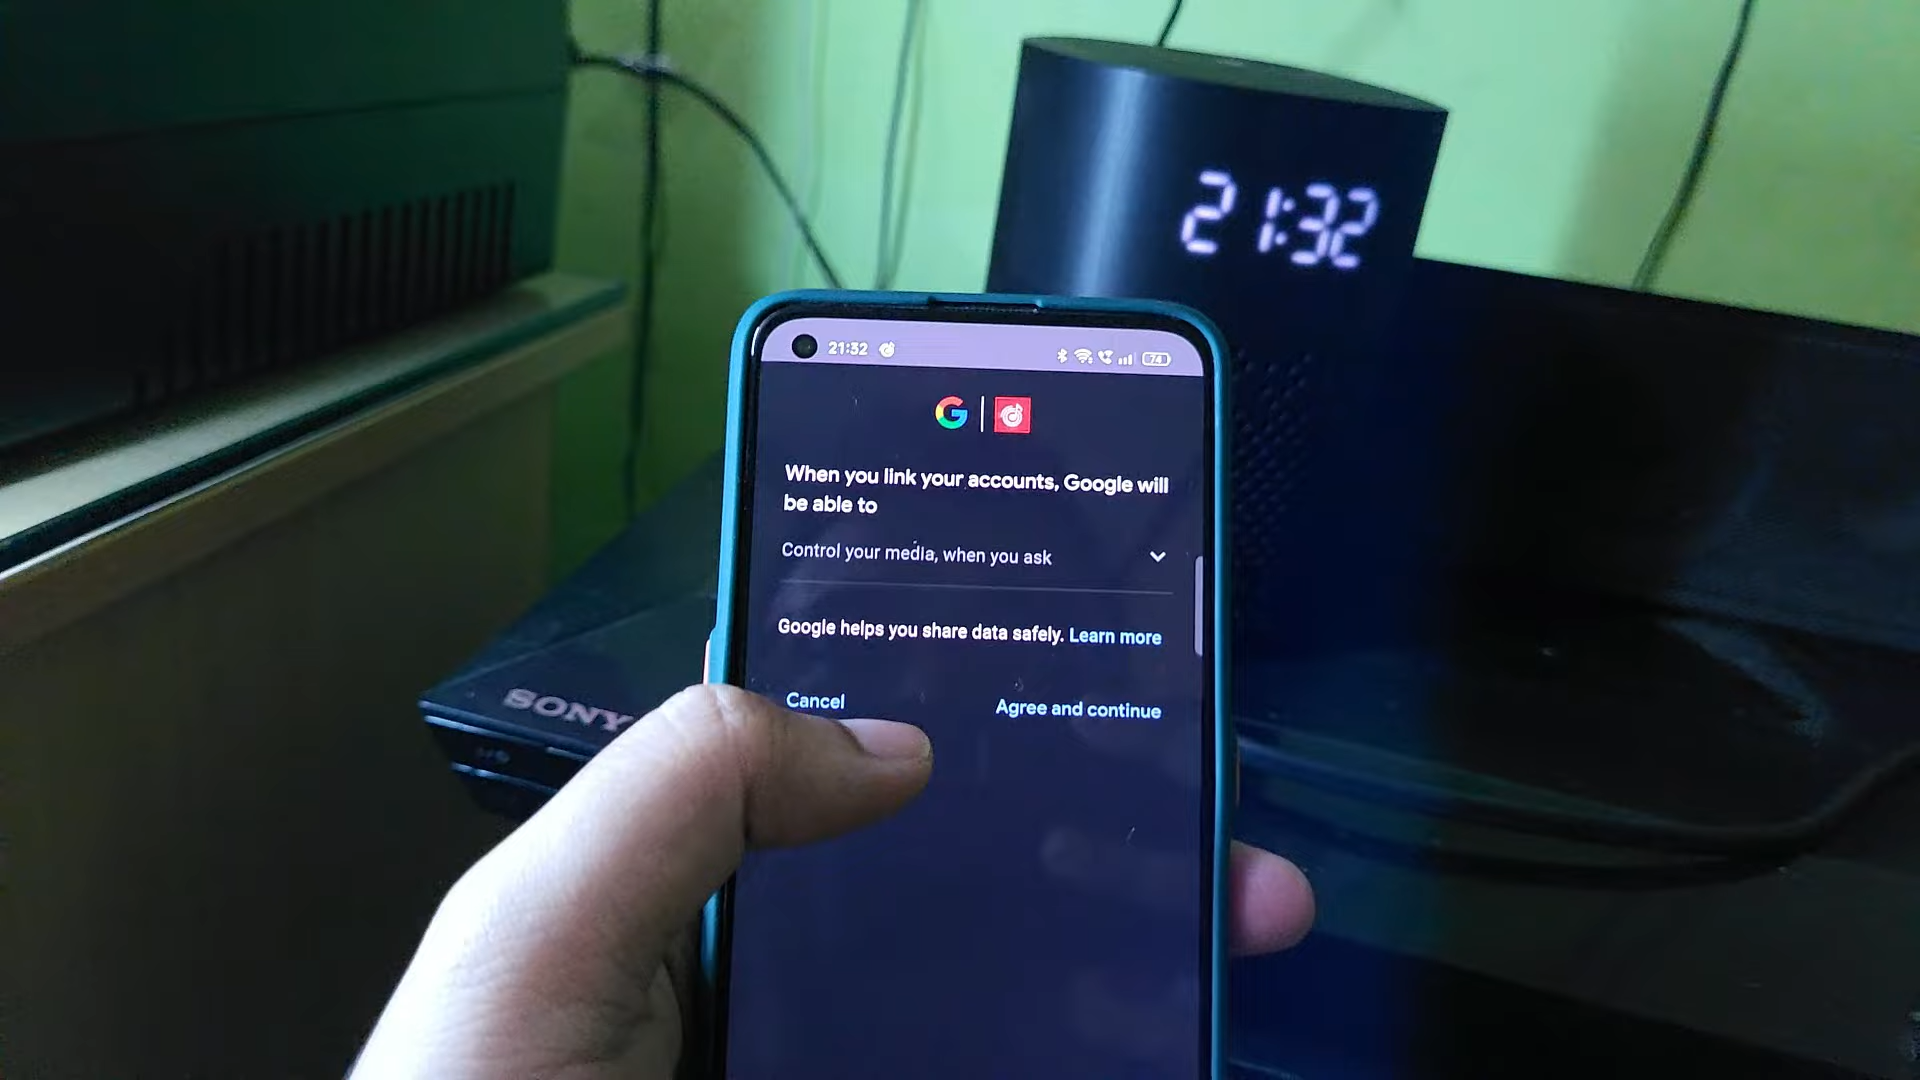 21:32
21:32
74
G
When you link your accounts, Google will
be able to
Control your media, when you ask
Google helps you share data safely. Learn more
Cancel
Agree and continue
SONY